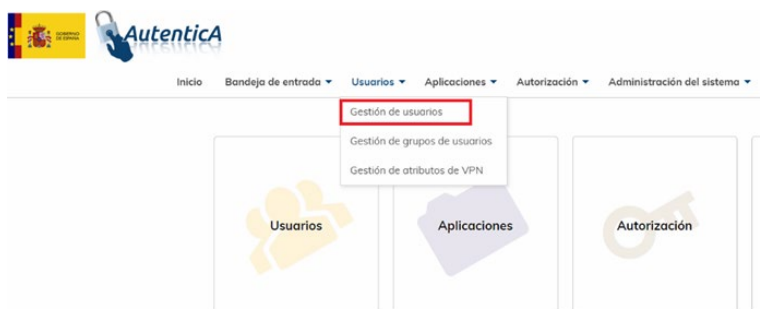 GOBIERNO
DE ESPAÑA
AutenticA
Inicio Bandeja de entrada Usuarios Aplicaciones Autorización Administración del sistema
Gestión de usuarios
Gestión de grupos de usuarios
Gestión de atributos de VPN
Usuarios Aplicaciones Autorización